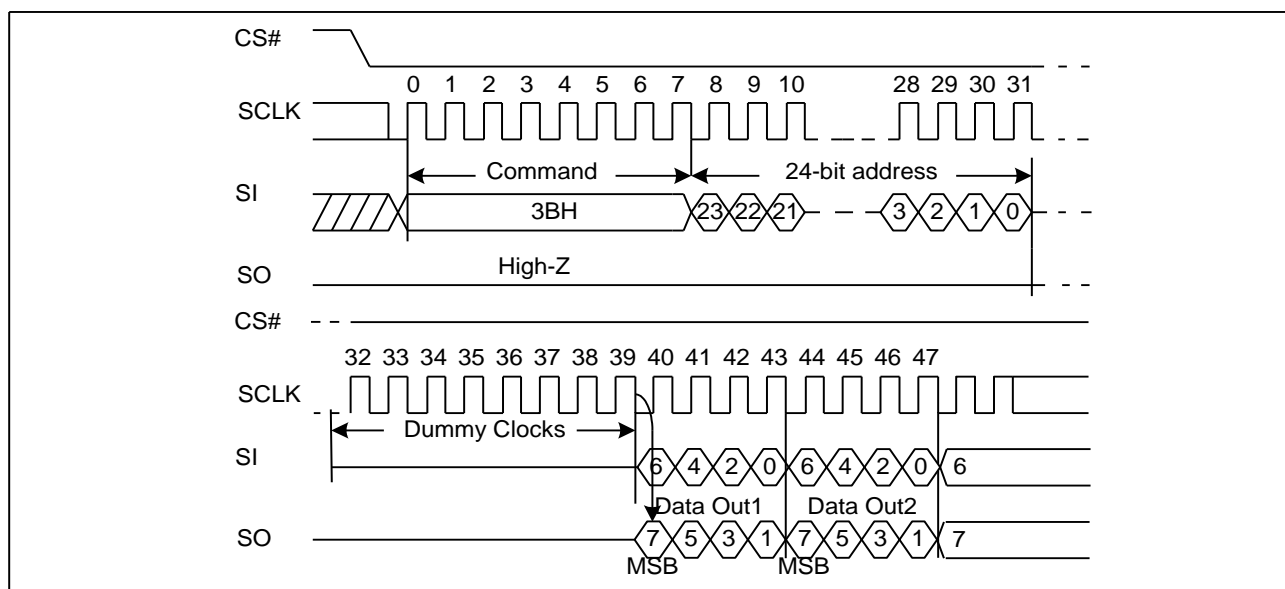 CS#
0 1 2 3 4 5 6 7 8 9 10 28 29 30 31
SCLK
Command 24-bit address
SI
3BH 23 22 21 3 2 1 0
High-Z
SO
CS#
32 33 34 35 36 37 38 39 40 41 42 43 44 45 46 47
SCLK
Dummy Clocks
SI
6 4 2 0 6 4 2 0 6
Data Out1 Data Out2
SO
7 5 3 1 7 5 3 1 7
MSB MSB